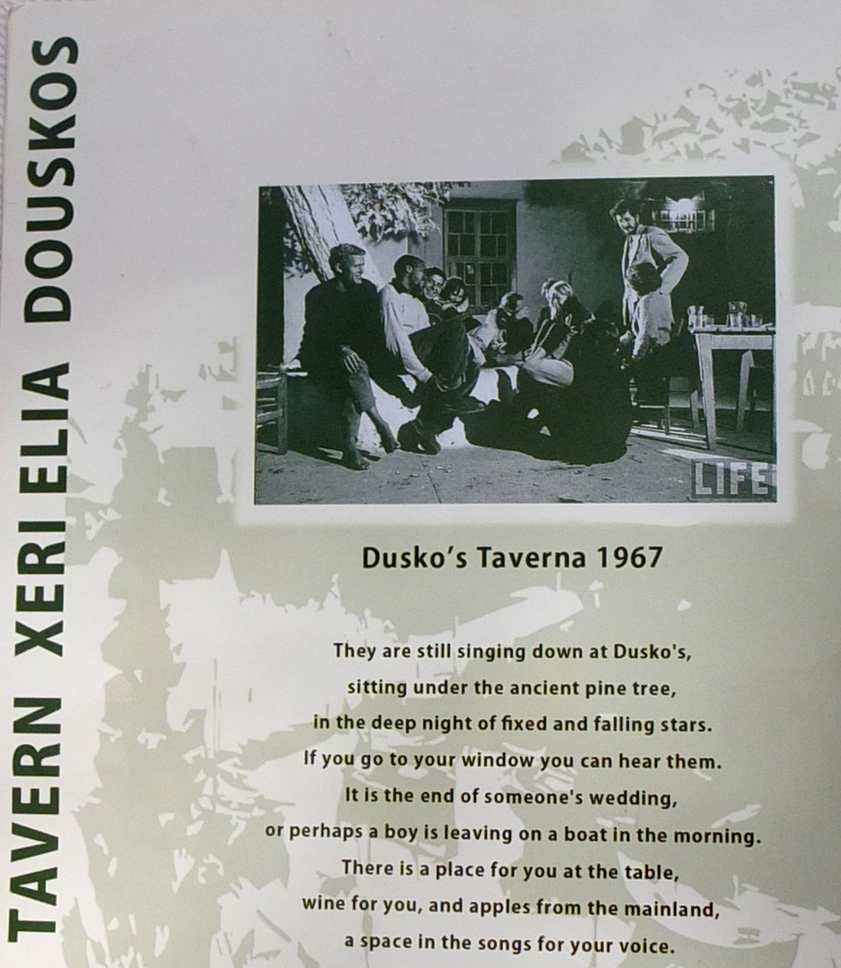 TAVERN XERI ELIA DOUSKOS
LIFE
Dusko's Taverna 1967
They are still singing down at Dusko's,
sitting under the ancient pine tree,
in the deep night of fixed and falling stars.
If you go to your window you can hear them.
It is the end of someone's wedding,
or perhaps a boy is leaving on a boat in the morning.
There is a place for you at the table,
wine for you, and apples from the mainland,
a space in the songs for your voice.